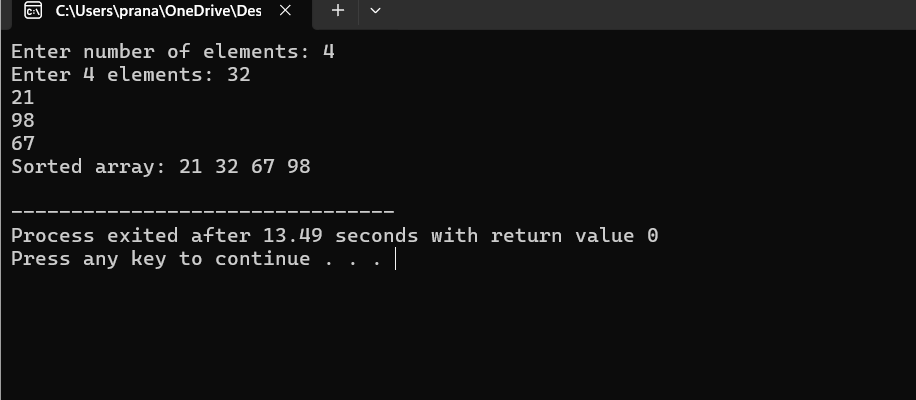 C:\Users\prana\OneDrive\Des
Enter number of elements: 4
Enter 4 elements: 32
21
98
67
Sorted array: 21 32 67 98
--------------------------------
Process exited after 13.49 seconds with return value 0
Press any key to continue . . .